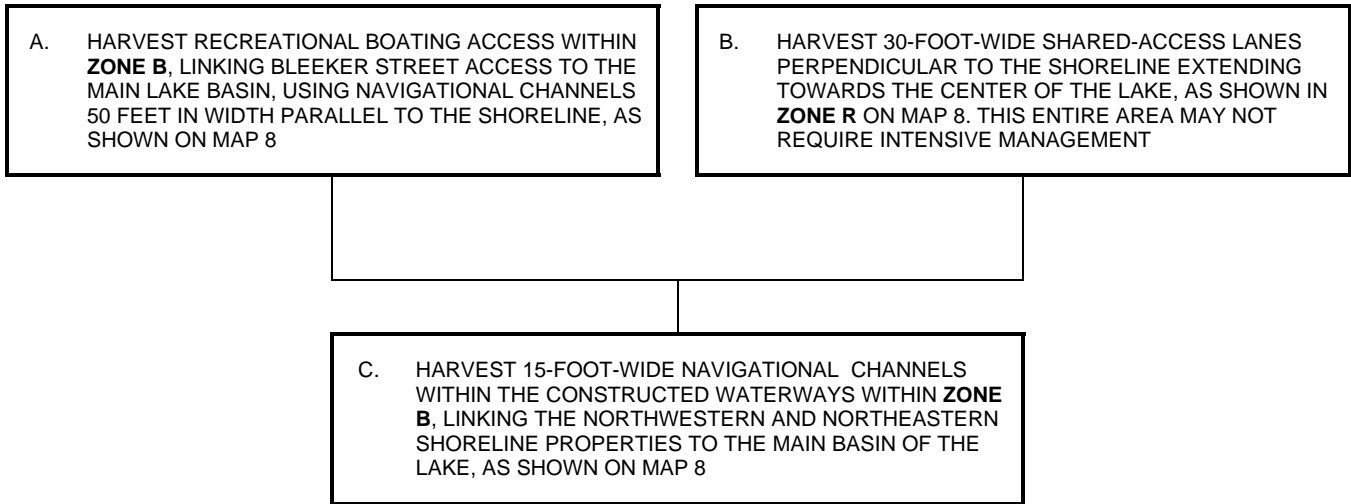 A. HARVEST RECREATIONAL BOATING ACCESS WITHIN
ZONE B, LINKING BLEEKER STREET ACCESS TO THE
MAIN LAKE BASIN, USING NAVIGATIONAL CHANNELS
50 FEET IN WIDTH PARALLEL TO THE SHORELINE, AS
SHOWN ON MAP 8
B. HARVEST 30-FOOT-WIDE SHARED-ACCESS LANES
PERPENDICULAR TO THE SHORELINE EXTENDING
TOWARDS THE CENTER OF THE LAKE, AS SHOWN IN
ZONE R ON MAP 8. THIS ENTIRE AREA MAY NOT
REQUIRE INTENSIVE MANAGEMENT
C. HARVEST 15-FOOT-WIDE NAVIGATIONAL CHANNELS
WITHIN THE CONSTRUCTED WATERWAYS WITHIN ZONE
B, LINKING THE NORTHWESTERN AND NORTHEASTERN
SHORELINE PROPERTIES TO THE MAIN BASIN OF THE
LAKE, AS SHOWN ON MAP 8